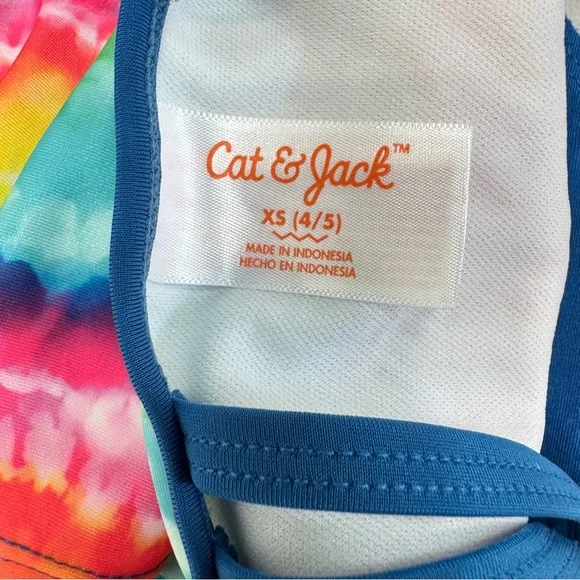 Cat & Jack™
XS (4/5)
MADE IN INDONESIA
HECHO EN INDONESIA